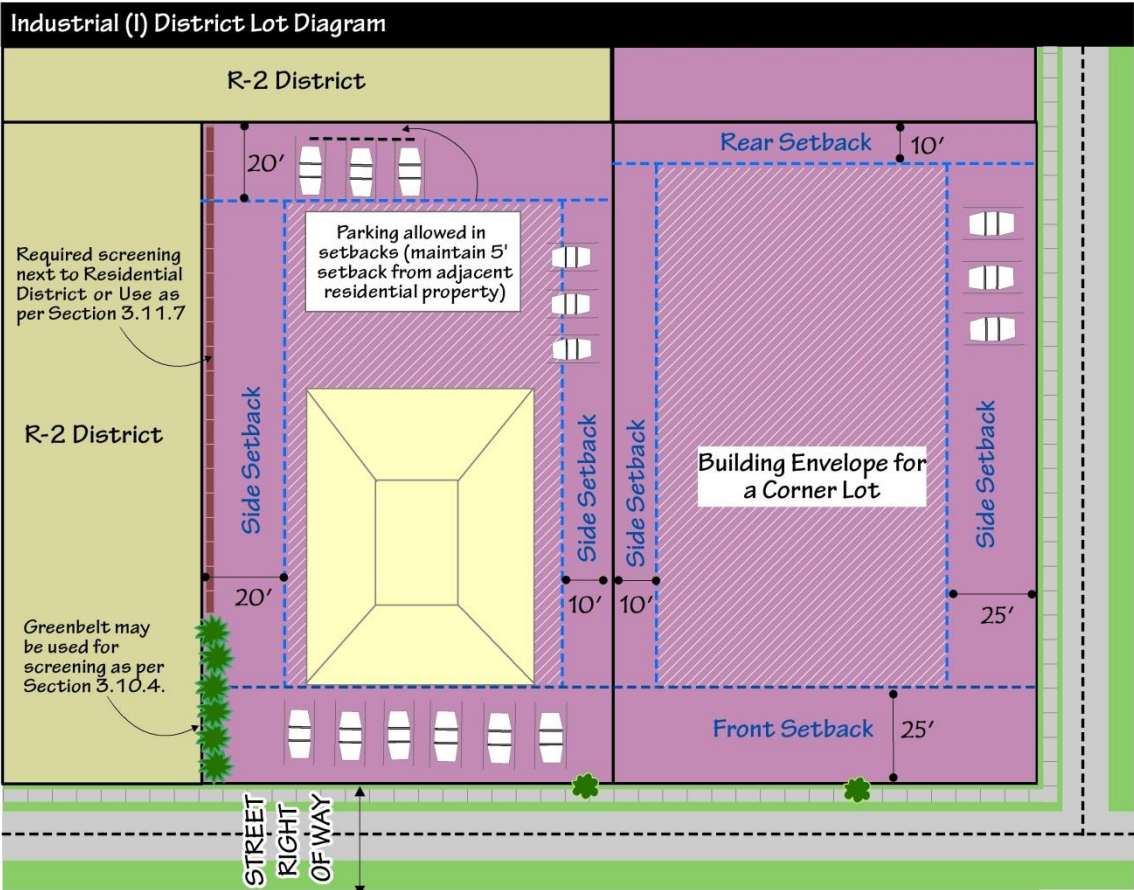 Industrial (I) District Lot Diagram
R-2 District
20'
Rear Setback
10'
Parking allowed in
setbacks (maintain 5'
setback from adjacent
residential property)
Required screening
next to Residential
District or Use as
per Section 3.11.7
R-2 District
Side Setback
Side Setback
Side Setback
Building Envelope for
a Corner Lot
Side Setback
20'
10'
10'
25'
Greenbelt may
be used for
screening as per
Section 3.10.4.
Front Setback
25'
STREET
RIGHT
OF WAY